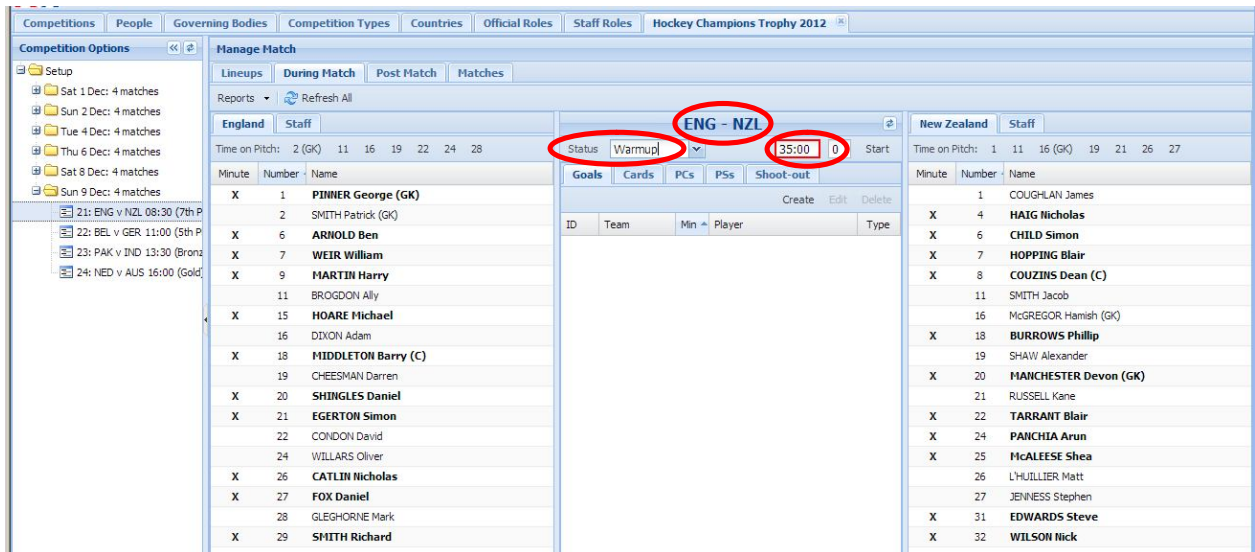 Competitions People Governing Bodies Competition Types Countries Official Roles Staff Roles Hockey Champions Trophy 2012
Competition Options
Setup
Sat 1 Dec: 4 matches
Sun 2 Dec: 4 matches
Tue 4 Dec: 4 matches
Thu 6 Dec: 4 matches
Sat 8 Dec: 4 matches
Sun 9 Dec: 4 matches
21: ENG v NZL 08:30 (7th P
22: BEL v GER 11:00 (5th P
23: PAK v IND 13:30 (Bronz
24: NED v AUS 16:00 (Gold)
Manage Match
Lineups During Match Post Match Matches
Reports Refresh All
England Staff
Time on Pitch: 2 (GK) 11 16 19 22 24 28
Minute Number Name
X 1 PINNER George (GK)
2 SMITH Patrick (GK)
X 6 ARNOLD Ben
X 7 WEIR William
X 9 MARTIN Harry
11 BROGDON Ally
X 15 HOARE Michael
16 DIXON Adam
X 18 MIDDLETON Barry (C)
19 CHEESMAN Darren
X 20 SHINGLES Daniel
X 21 EGERTON Simon
22 CONDON David
24 WILLARS Oliver
X 26 CATLIN Nicholas
X 27 FOX Daniel
28 GLEGHORNE Mark
X 29 SMITH Richard
ENG - NZL
Status Warmup 35:00 0 Start
Goals Cards PCs PSs Shoot-out
Create Edit Delete
ID Team Min Player Type
New Zealand Staff
Time on Pitch: 1 11 16 (GK) 19 21 26 27
Minute Number Name
1 COUGHLAN James
X 4 HAIG Nicholas
X 6 CHILD Simon
X 7 HOPPING Blair
X 8 COUZINS Dean (C)
11 SMITH Jacob
16 McGREGOR Hamish (GK)
X 18 BURROWS Phillip
19 SHAW Alexander
X 20 MANCHESTER Devon (GK)
21 RUSSELL Kane
X 22 TARRANT Blair
X 24 PANCHIA Arun
X 25 McALEESE Shea
26 L'HUILLIER Matt
27 JENNESS Stephen
X 31 EDWARDS Steve
X 32 WILSON Nick